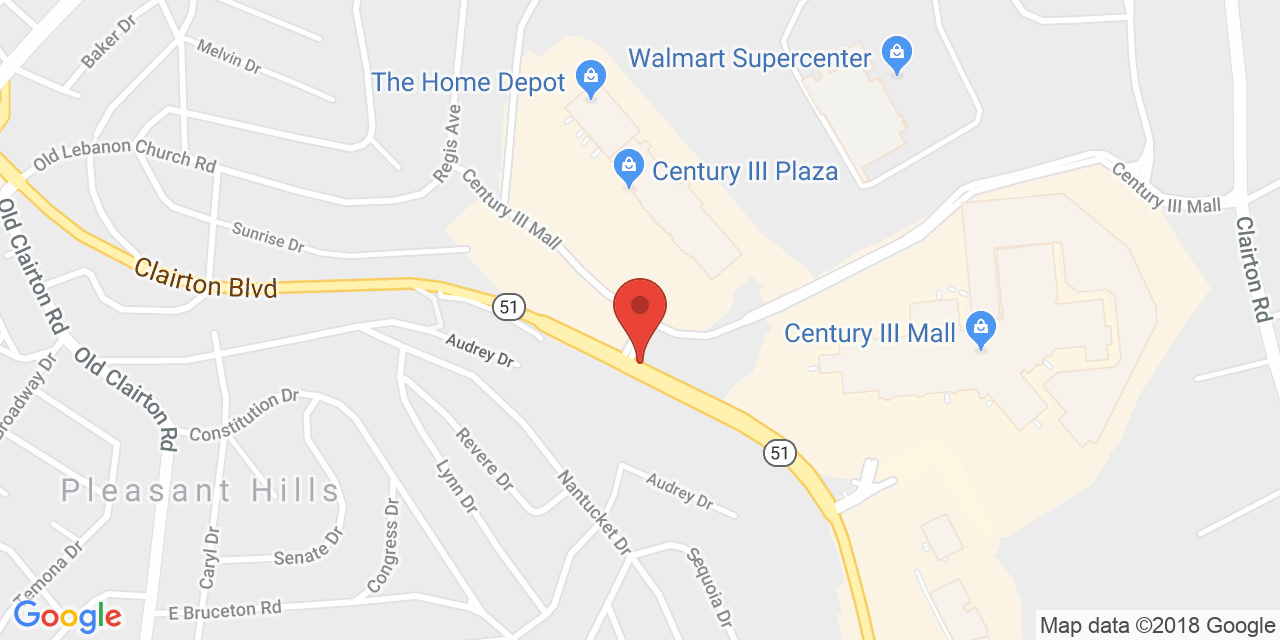 Baker Dr
Melvin Dr
Walmart Supercenter
The Home Depot
Regis Ave
Old Lebanon Church Rd
Century III Plaza
Century III Mall
Century III Mall
Old Clairton Rd
Sunrise Dr
Clairton Rd
Clairton Blvd
51
Audrey Dr
Century III Mall
Broadway Dr
Old Clairton Rd
Constitution Dr
Revere Dr
51
Pleasant Hills
Lynn Dr
Nantucket Dr
Audrey Dr
Caryl Dr
Senate Dr
Congress Dr
Temona Dr
Sequoia Dr
E Bruceton Rd
Google
Map data ©2018 Google